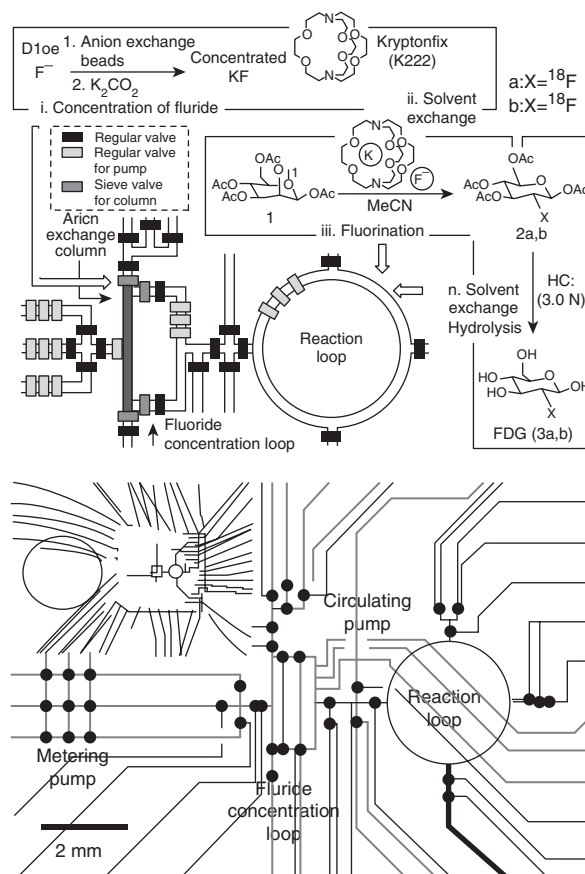 D1oe
F–
1. Anion exchange
beads
2. K2CO2
Concentrated
KF
N
O
O
O
O
O
O
N
Kryptonfix
(K222)
a:X=18F
b:X=18F
i. Concentration of fluride
ii. Solvent
exchange
Regular valve
Regular valve
for pump
Sieve valve
for column
Aricn
exchange
column
OAc
AcO
AcO
O
1
OAc
1
N
O
O
K
O
O
N
F–
MeCN
iii. Fluorination
OAc
AcO
AcO
O
OAc
X
2a,b
n. Solvent
exchange
Hydrolysis
HC:
(3.0 N)
OH
HO
HO
O
OH
X
FDG (3a,b)
Reaction
loop
Fluoride
concentration loop
Circulating
pump
Reaction
loop
Metering
pump
Fluride
concentration
loop
2 mm